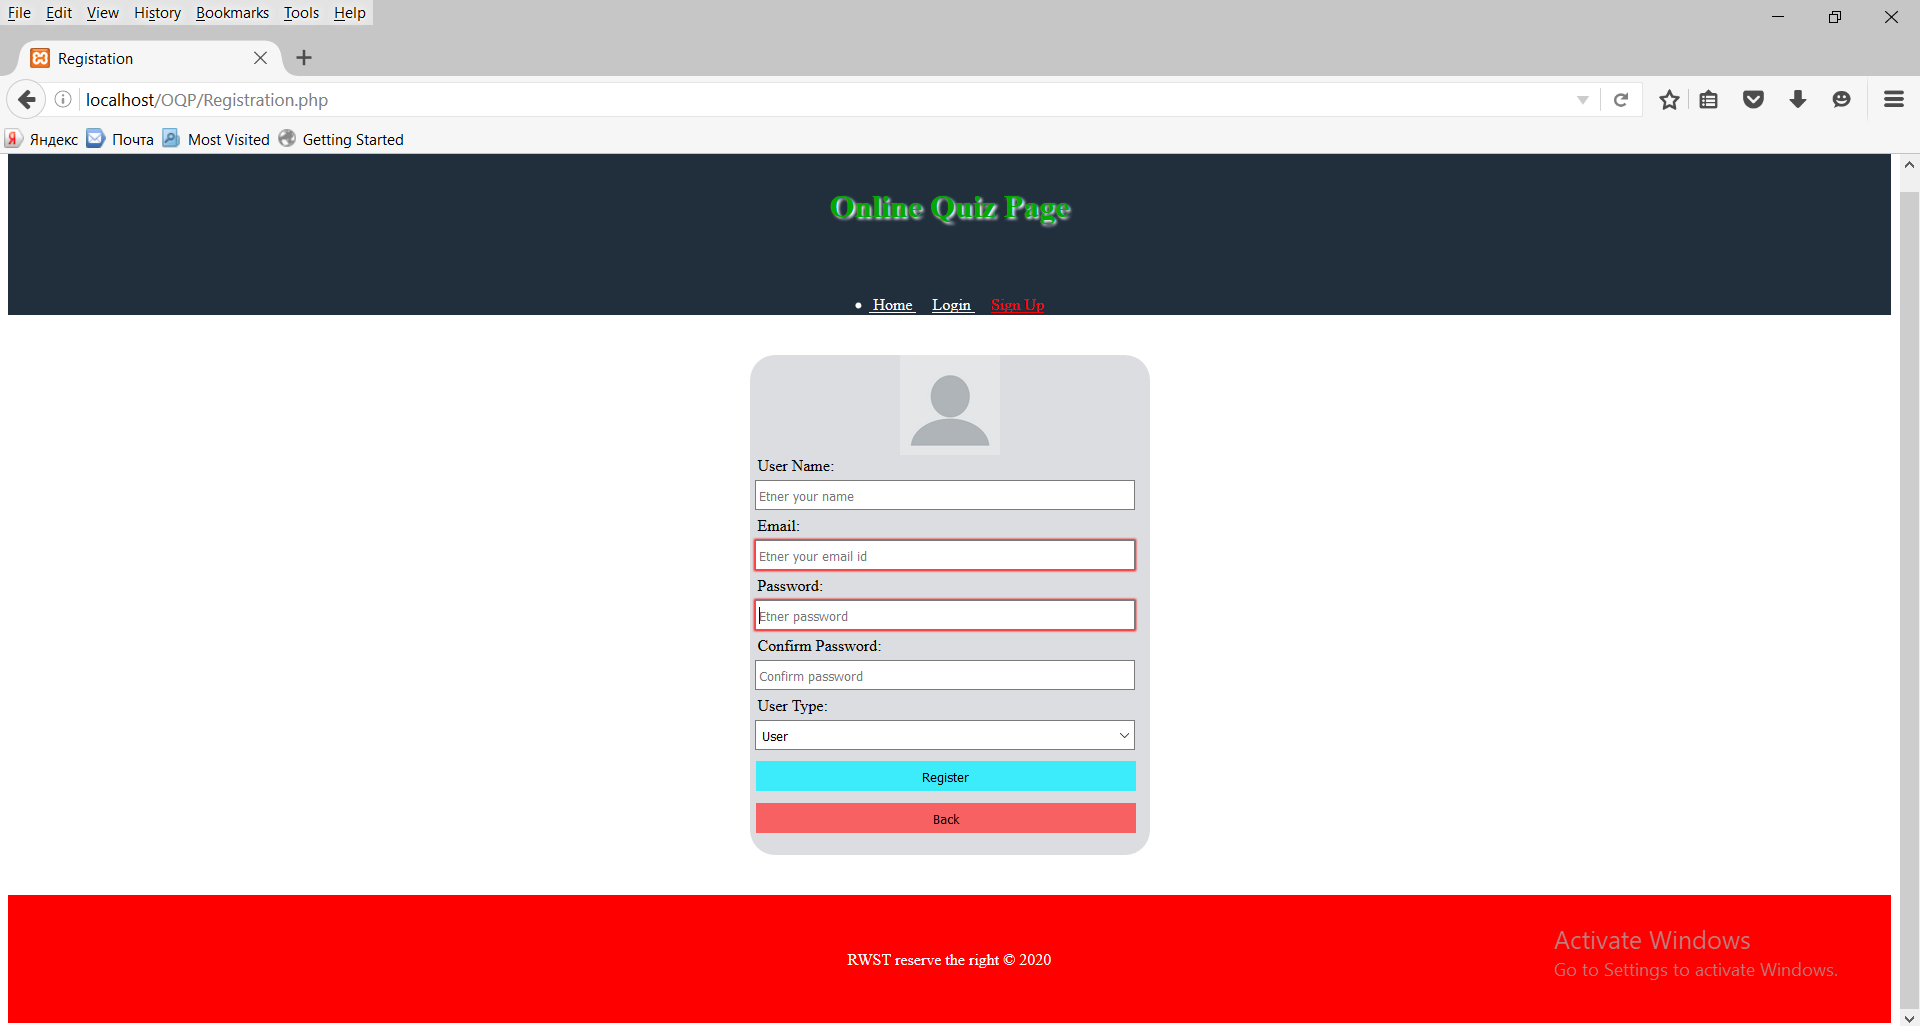 File Edit View History Bookmarks Tools Help
Registation
localhost/OQP/Registration.php
Яндекс Почта Most Visited Getting Started
Online Quiz Page
• Home Login Sign Up
User Name:
Etner your name
Email:
Etner your email id
Password:
Etner password
Confirm Password:
Confirm password
User Type:
User
Register
Back
RWST reserve the right © 2020
Activate Windows
Go to Settings to activate Windows.